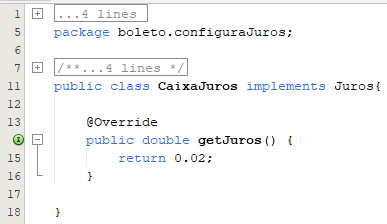 1 ...4 lines
5 package boleto.configuraJuros;
6
7 /**...4 lines */
11 public class CaixaJuros implements Juros{
12
13 @Override
public double getJuros() {
15 return 0.02;
16 }
17
18 }